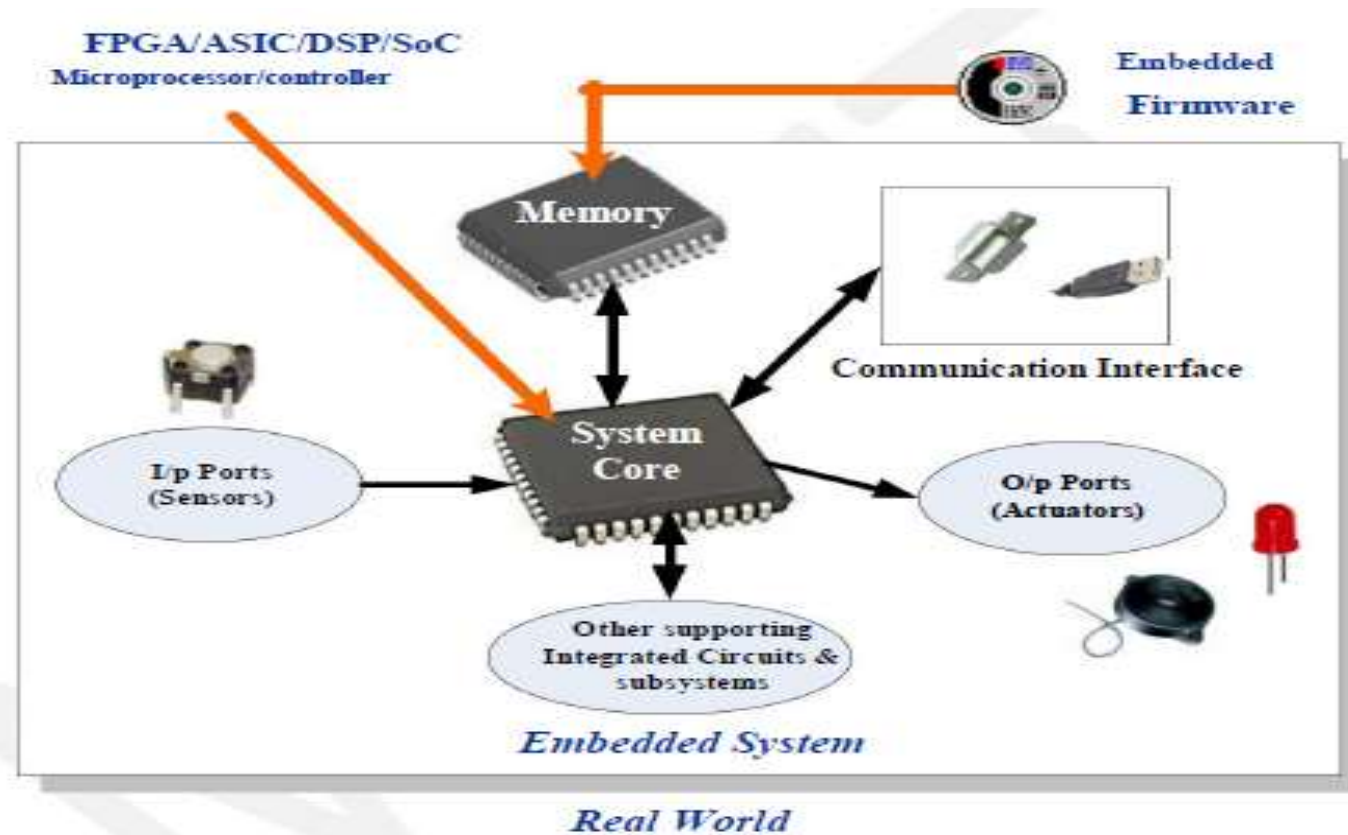 FPGA/ASIC/DSP/SoC
Microprocessor/controller
Embedded
Firmware
Memory
Communication Interface
System
Core
I/p Ports
(Sensors)
O/p Ports
(Actuators)
Other supporting
Integrated Circuits &
subsystems
Embedded System
Real World